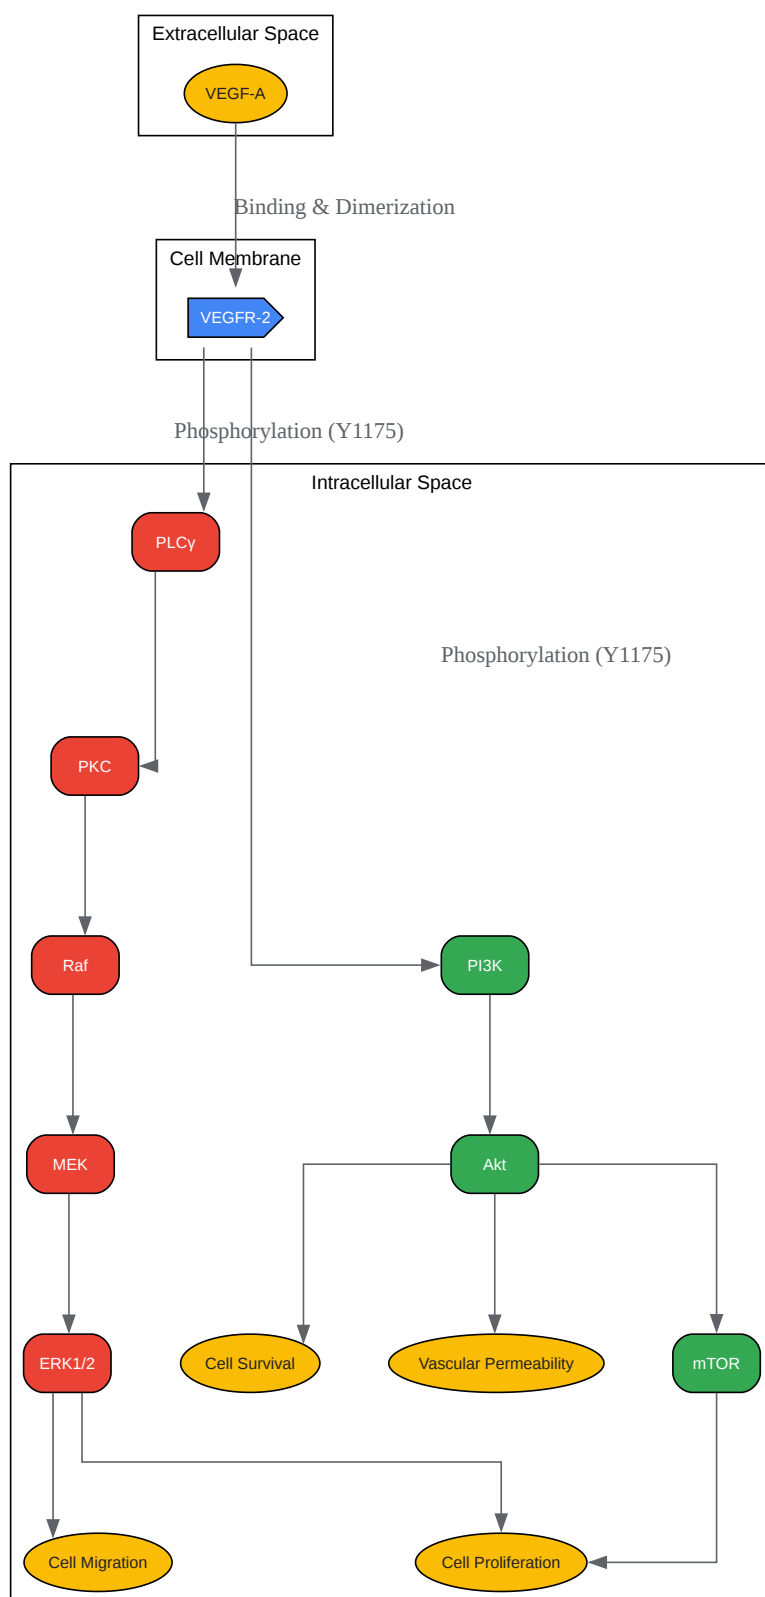 Extracellular Space
VEGF-A
Binding & Dimerization
Cell Membrane
VEGFR-2
Phosphorylation (Y1175)
Intracellular Space
PLCγ
Phosphorylation (Y1175)
PKC
Raf
PI3K
MEK
Akt
ERK1/2
Cell Survival
Vascular Permeability
mTOR
Cell Migration
Cell Proliferation